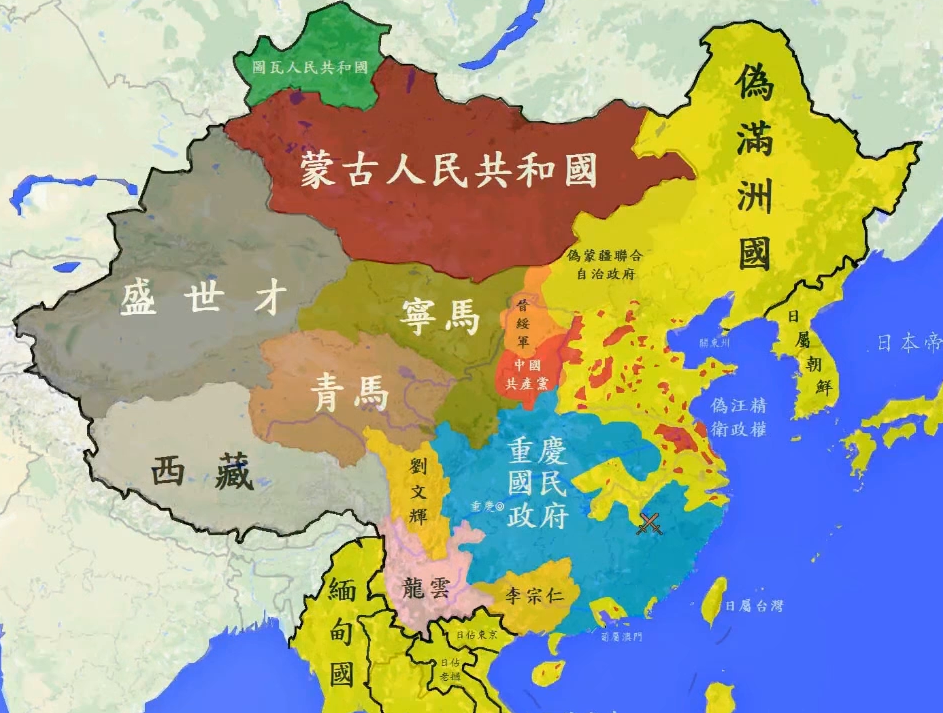 圖瓦人民共和國
蒙古人民共和國
偽滿洲國
偽蒙疆聯合
自治政府
盛世才
寧馬
晉綏軍
中國
共產黨
青馬
西藏
劉文輝
重慶
國民
政府
重慶
龍雲
李宗仁
關東州
日屬朝鮮
日本帝
偽汪精
衛政權
日屬台灣
葡屬澳門
緬甸國
日佔東京
日佔
老撾